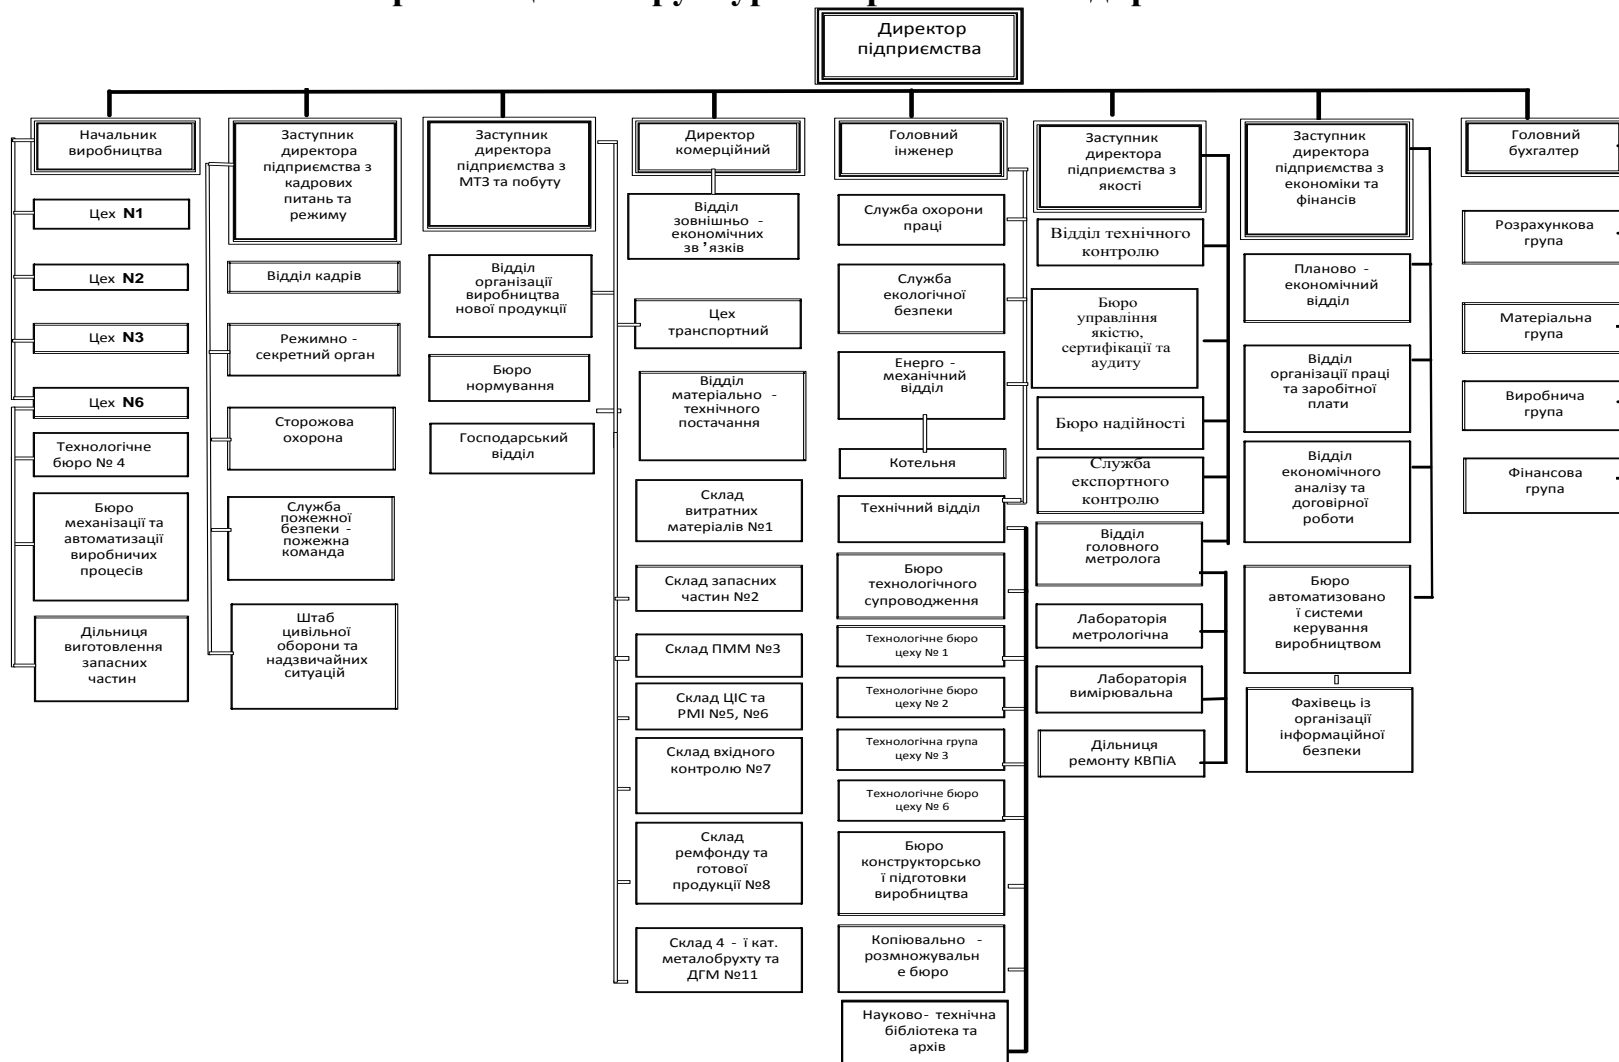 Директор
підприємства
Начальник
виробництва
Цех N1
Цех N2
Цех N3
Цех N6
Технологічне
бюро № 4
Бюро
механізації та
автоматизації
виробничих
процесів
Дільниця
виготовлення
запасних
частин
Заступник
директора
підприємства з
кадрових
питань та
режиму
Відділ кадрів
Режимно -
секретний орган
Сторожова
охорона
Служба
пожежної
безпеки -
пожежна
команда
Штаб
цивільної
оборони та
надзвичайних
ситуацій
Заступник
директора
підприємства з
МТЗ та побуту
Відділ
організації
виробництва
нової продукції
Бюро
нормування
Господарський
відділ
Директор
комерційний
Відділ
зовнішньо -
економічних
зв ’ язків
Цех
транспортний
Відділ
матеріально -
технічного
постачання
Склад
витратних
матеріалів №1
Склад запасних
частин №2
Склад ПММ №3
Склад ЦІС та
РМІ №5, №6
Склад вхідного
контролю №7
Склад
ремфонду та
готової
продукції №8
Склад 4 - ї кат.
металобрухту та
ДГМ №11
Головний
інженер
Служба охорони
праці
Служба
екологічної
безпеки
Енерго -
механічний
відділ
Котельня
Технічний відділ
Бюро
технологічного
супроводження
Технологічне бюро
цеху № 1
Технологічне бюро
цеху № 2
Технологічна група
цеху № 3
Технологічне бюро
цеху № 6
Бюро
конструкторсько
ї підготовки
виробництва
Копіювально -
розмножувальн
е бюро
Науково- технічна
бібліотека та
архів
Заступник
директора
підприємства з
якості
Відділ технічного
контролю
Бюро
управління
якістю,
сертифікації та
аудиту
Бюро надійності
Служба
експортного
контролю
Відділ
головного
метролога
Лабораторія
метрологічна
Лабораторія
вимірювальна
Дільниця
ремонту КВПіА
Заступник
директора
підприємства з
економіки та
фінансів
Планово -
економічний
відділ
Відділ
організації праці
та заробітної
плати
Відділ
економічного
аналізу та
договірної
роботи
Бюро
автоматизовано
ї системи
керування
виробництвом
Фахівець із
організації
інформаційної
безпеки
Головний
бухгалтер
Розрахункова
група
Матеріальна
група
Виробнича
група
Фінансова
група